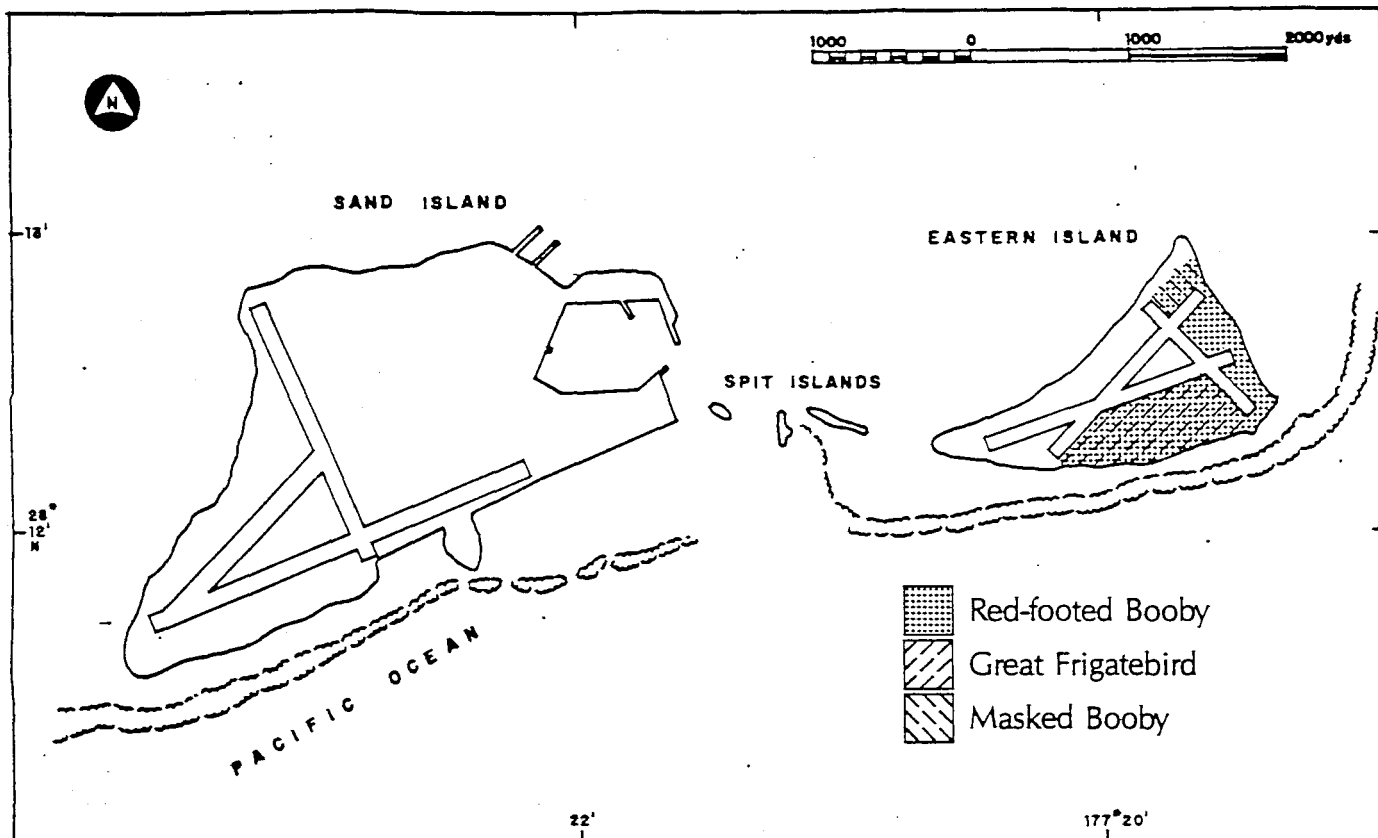 1000 0 1000 2000 yds
N
SAND ISLAND
13'
EASTERN ISLAND
SPIT ISLANDS
28°
12'
N
Red-footed Booby
Great Frigatebird
Masked Booby
PACIFIC OCEAN
22'
177°20'